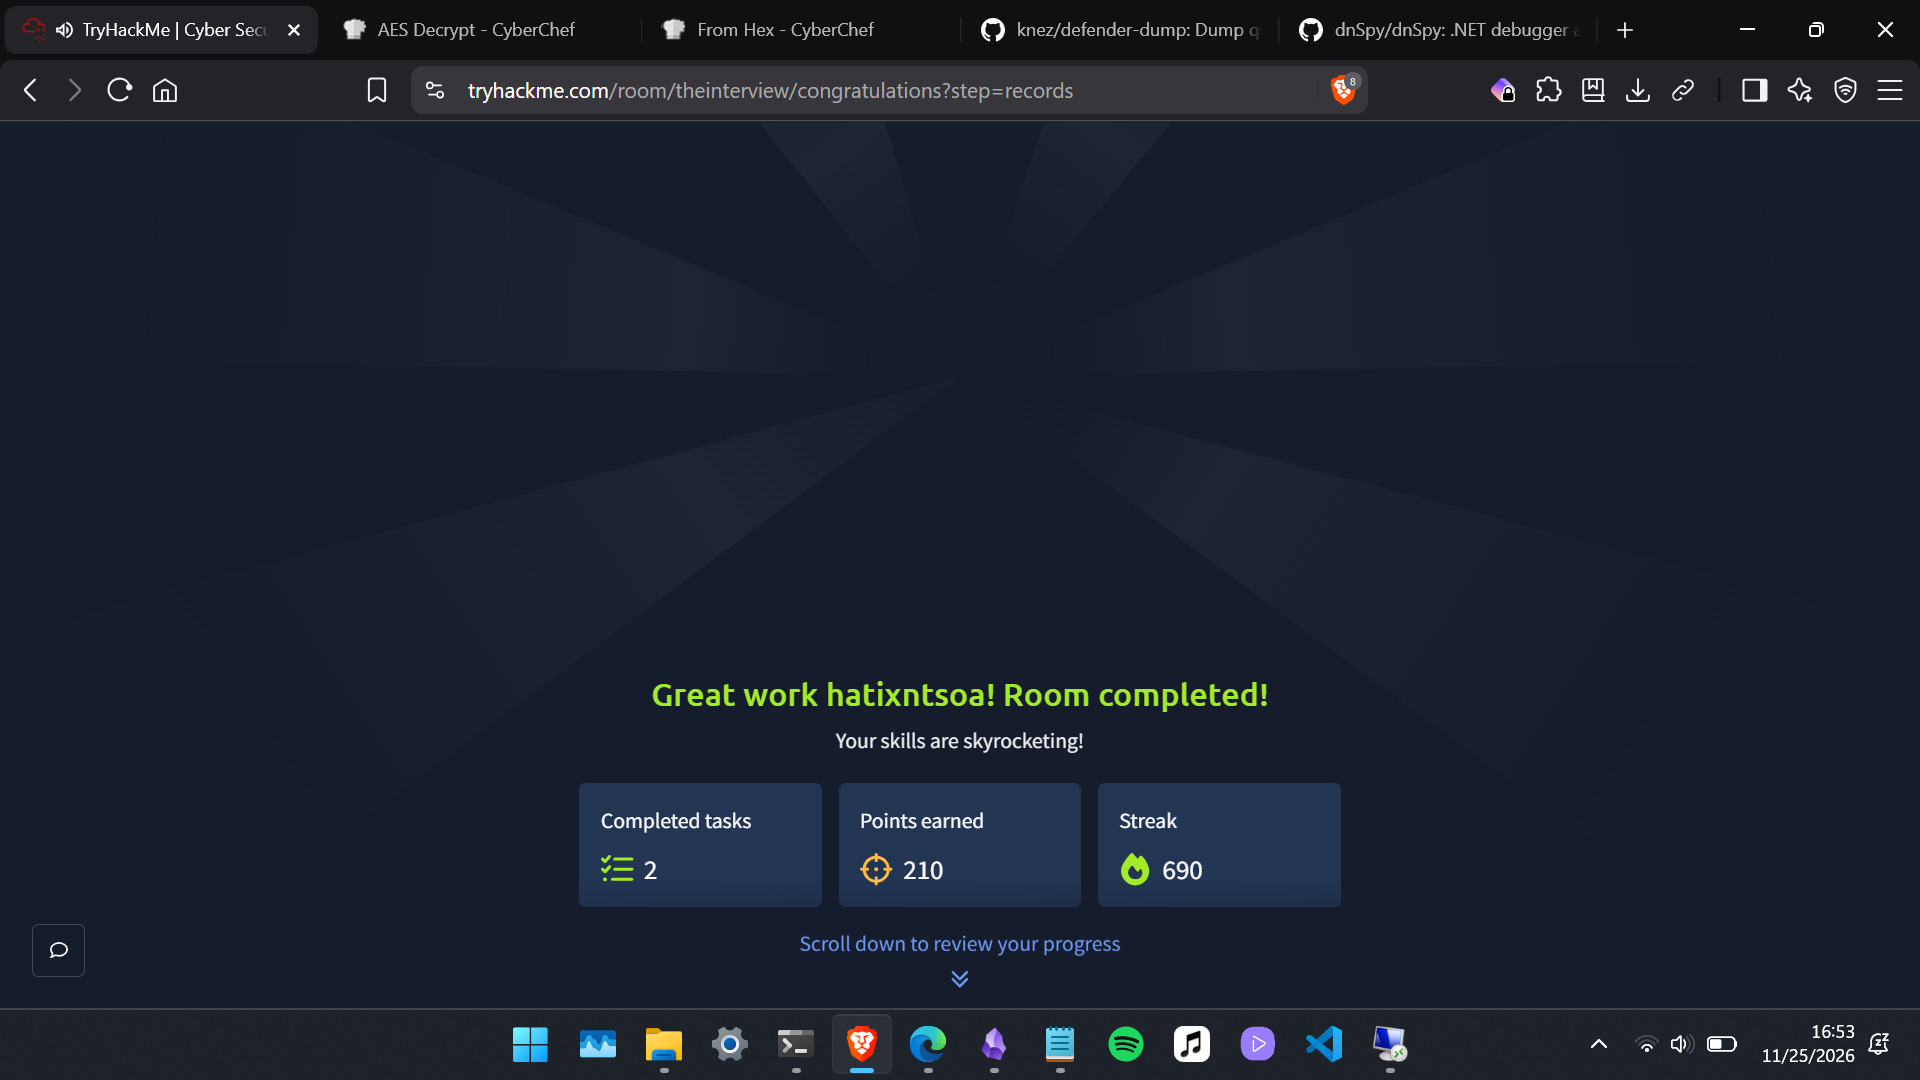 TryHackMe | Cyber Secu
AES Decrypt - CyberChef
From Hex - CyberChef
knez/defender-dump: Dump q
dnSpy/dnSpy: .NET debugger a
tryhackme.com/room/theinterview/congratulations?step=records
8
Great work hatixntsoa! Room completed!
Your skills are skyrocketing!
Completed tasks
2
Points earned
210
Streak
690
Scroll down to review your progress
16:53
11/25/2026